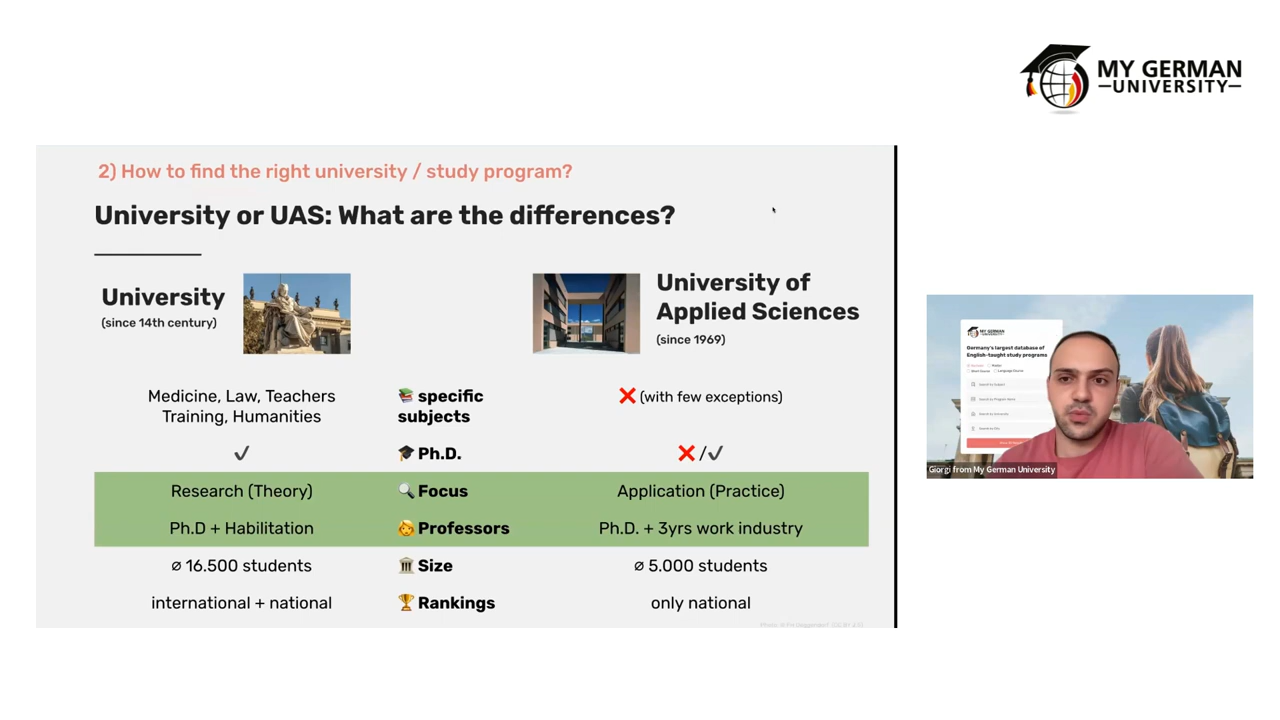 MY GERMAN
UNIVERSITY
2) How to find the right university / study program?
University or UAS: What are the differences?
University
(since 14th century)
University of
Applied Sciences
(since 1969)
Medicine, Law, Teachers
Training, Humanities
📚 specific
subjects
❌ (with few exceptions)
✔ 🎓 Ph.D. ❌ / ✔
Research (Theory) 🔍 Focus Application (Practice)
Ph.D + Habilitation 🧑 Professors Ph.D. + 3yrs work industry
⌀ 16.500 students 🏛 Size ⌀ 5.000 students
international + national 🏆 Rankings only national
MY GERMAN
UNIVERSITY
Germany's largest database of
English-taught study programs
Giorgi from My German University